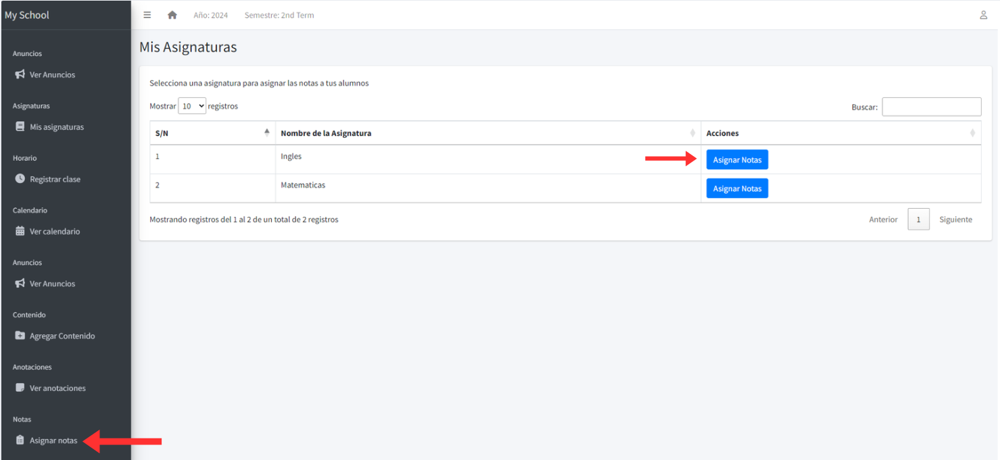 My School
Año: 2024 Semestre: 2nd Term
Anuncios
Ver Anuncios
Asignaturas
Mis asignaturas
Horario
Registrar clase
Calendario
Ver calendario
Anuncios
Ver Anuncios
Contenido
Agregar Contenido
Anotaciones
Ver anotaciones
Notas
Asignar notas
Mis Asignaturas
Selecciona una asignatura para asignar las notas a tus alumnos
Mostrar 10 registros Buscar:
S/N Nombre de la Asignatura Acciones
1 Ingles Asignar Notas
2 Matematicas Asignar Notas
Mostrando registros del 1 al 2 de un total de 2 registros Anterior 1 Siguiente